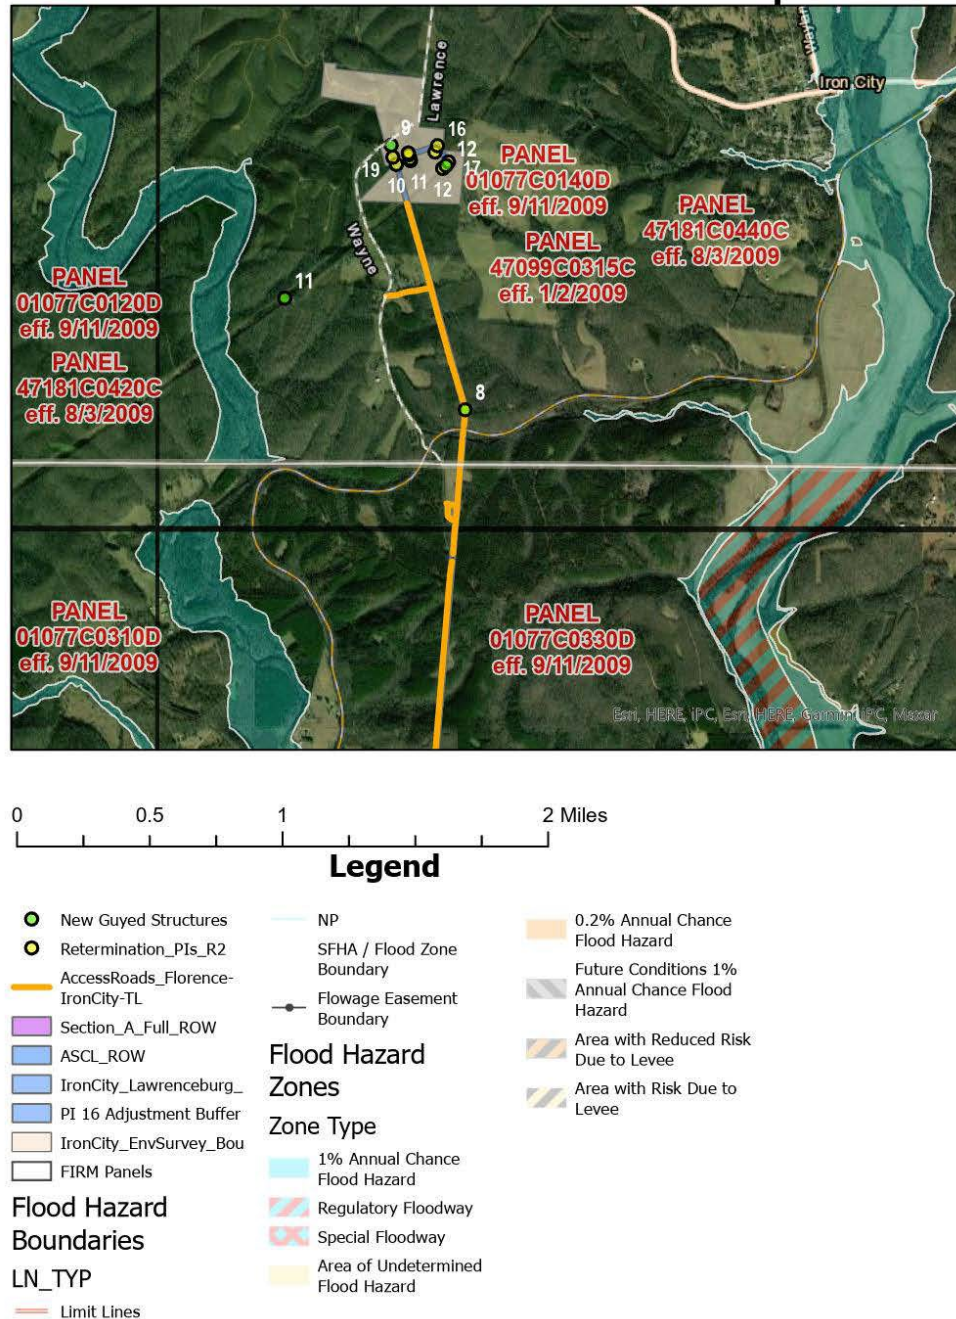 Wayne
Iron City
Lawrence
9
16
12
17
19
10
11
12
PANEL
01077C0140D
eff. 9/11/2009
PANEL
47181C0440C
eff. 8/3/2009
Wayne
PANEL
47099C0315C
eff. 1/2/2009
PANEL
01077C0120D
eff. 9/11/2009
11
PANEL
47181C0420C
eff. 8/3/2009
8
PANEL
01077C0310D
eff. 9/11/2009
PANEL
01077C0330D
eff. 9/11/2009
Esri, HERE, iPC, Esri, HERE, Garmin, iPC, Maxar
0 0.5 1 2 Miles
Legend
New Guyed Structures
Retermination_PIs_R2
AccessRoads_Florence-
IronCity-TL
Section_A_Full_ROW
ASCL_ROW
IronCity_Lawrenceburg_
PI 16 Adjustment Buffer
IronCity_EnvSurvey_Bou
FIRM Panels
Flood Hazard
Boundaries
LN_TYP
Limit Lines
NP
SFHA / Flood Zone
Boundary
Flowage Easement
Boundary
Flood Hazard
Zones
Zone Type
1% Annual Chance
Flood Hazard
Regulatory Floodway
Special Floodway
Area of Undetermined
Flood Hazard
0.2% Annual Chance
Flood Hazard
Future Conditions 1%
Annual Chance Flood
Hazard
Area with Reduced Risk
Due to Levee
Area with Risk Due to
Levee